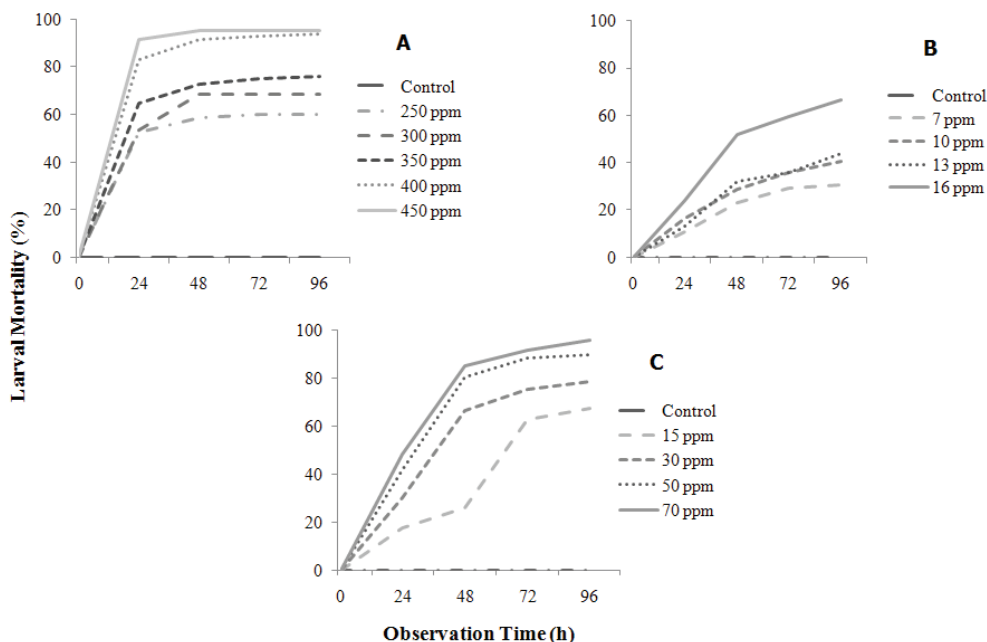 Larval Mortality (%)
A
100
80
60
40
20
0
0 24 48 72 96
Control
250 ppm
300 ppm
350 ppm
400 ppm
450 ppm
B
100
80
60
40
20
0
0 24 48 72 96
Control
7 ppm
10 ppm
13 ppm
16 ppm
C
100
80
60
40
20
0
0 24 48 72 96
Control
15 ppm
30 ppm
50 ppm
70 ppm
Observation Time (h)